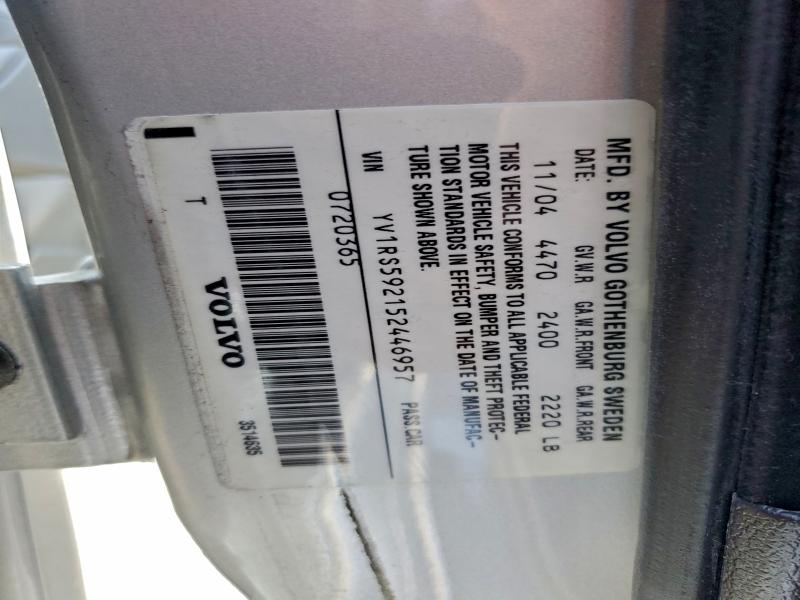 MFD. BY VOLVO GOTHENBURG SWEDEN
DATE: GV.W.R GA.W.R.FRONT GA.W.R.REAR
11/04 4470 2400 2220 LB
THIS VEHICLE CONFORMS TO ALL APPLICABLE FEDERAL
MOTOR VEHICLE SAFETY, BUMPER AND THEFT PROTEC-
TION STANDARDS IN EFFECT ON THE DATE OF MANUFAC-
TURE SHOWN ABOVE.
VIN YV1RS592152446957 PASS.CAR
0720365
T VOLVO 3514635